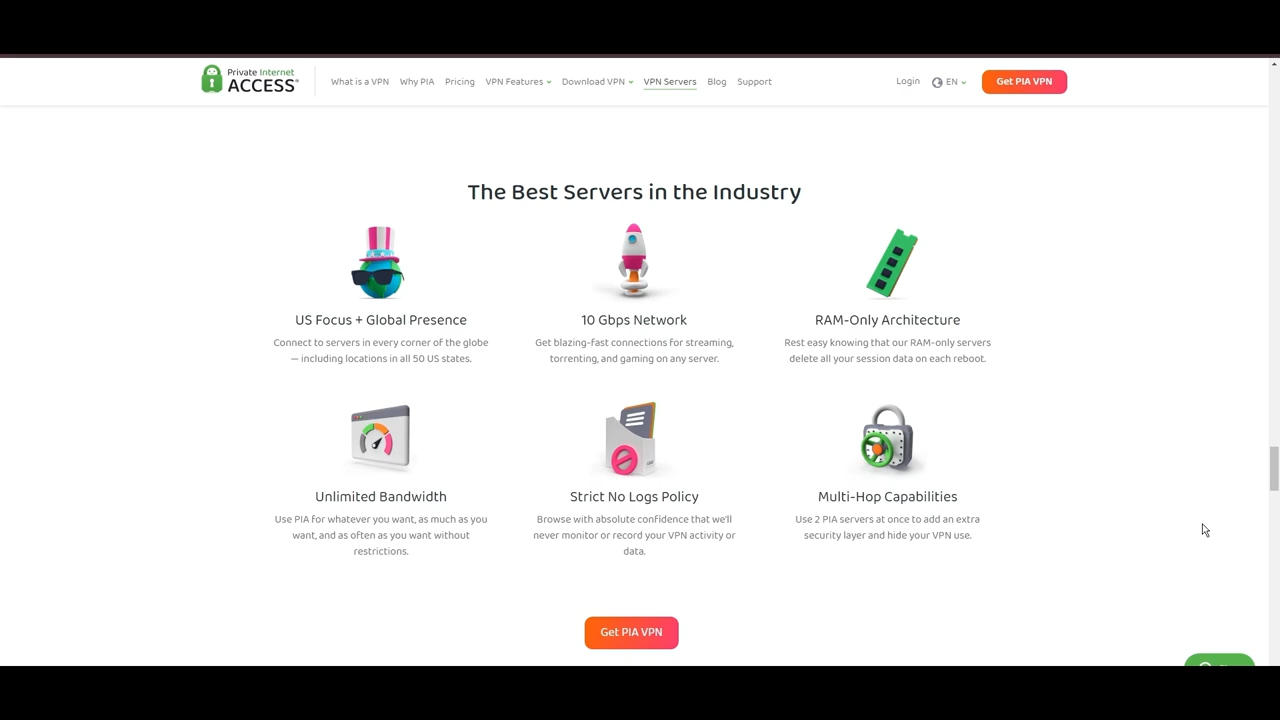 Private Internet
ACCESS®
What is a VPN Why PIA Pricing VPN Features Download VPN VPN Servers Blog Support Login EN Get PIA VPN
The Best Servers in the Industry
US Focus + Global Presence
Connect to servers in every corner of the globe
— including locations in all 50 US states.
10 Gbps Network
Get blazing-fast connections for streaming,
torrenting, and gaming on any server.
RAM-Only Architecture
Rest easy knowing that our RAM-only servers
delete all your session data on each reboot.
Unlimited Bandwidth
Use PIA for whatever you want, as much as you
want, and as often as you want without
restrictions.
Strict No Logs Policy
Browse with absolute confidence that we'll
never monitor or record your VPN activity or
data.
Multi-Hop Capabilities
Use 2 PIA servers at once to add an extra
security layer and hide your VPN use.
Get PIA VPN